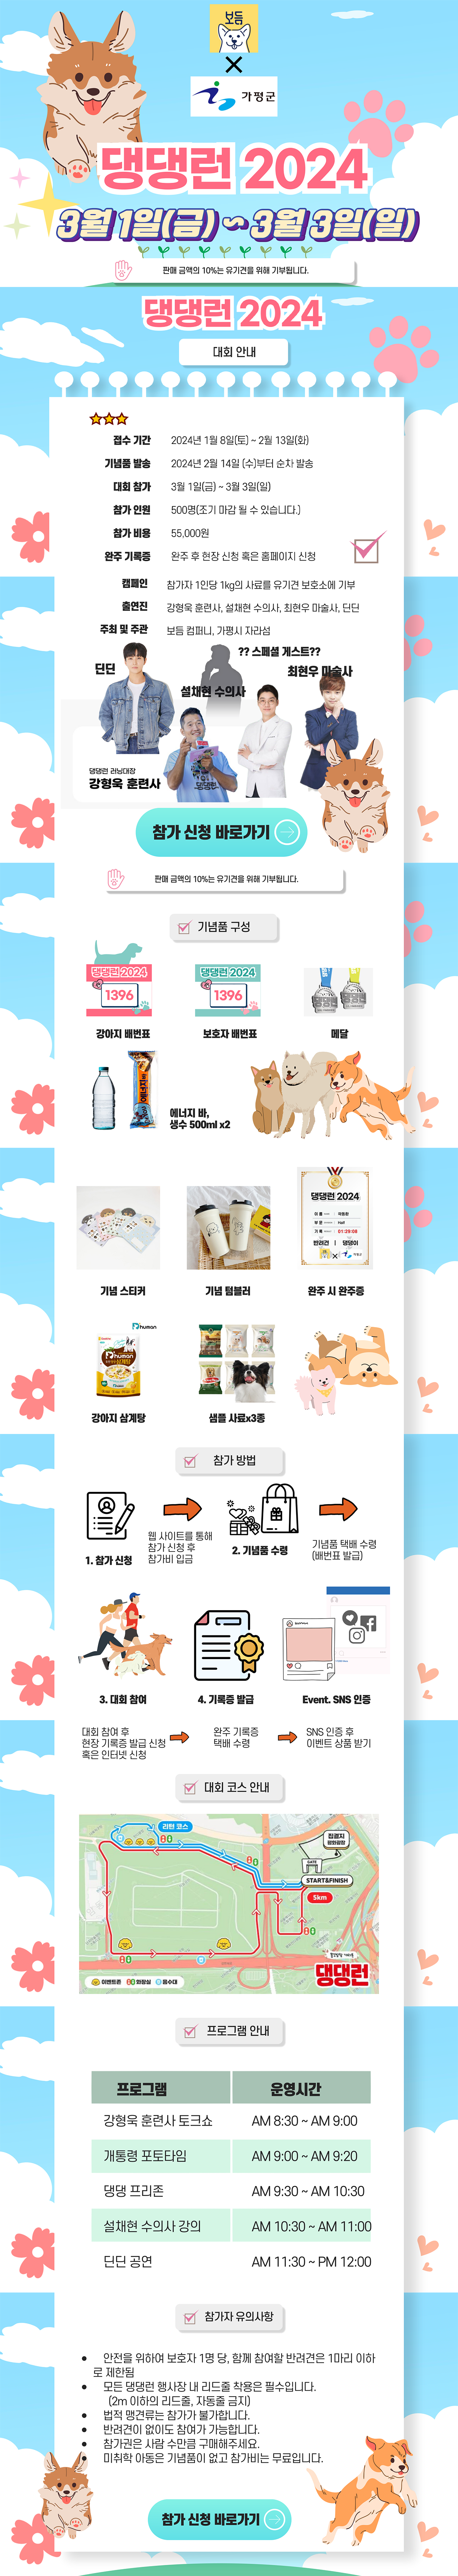 보듬
×
가평군
댕댕런 2024
3월 1일(금) ~ 3월 3일(일)
판매 금액의 10%는 유기견을 위해 기부됩니다.
댕댕런 2024
대회 안내
접수 기간 2024년 1월 8일(토) ~ 2월 13일(화)
기념품 발송 2024년 2월 14일 (수)부터 순차 발송
대회 참가 3월 1일(금) ~ 3월 3일(일)
참가 인원 500명(조기 마감 될 수 있습니다.)
참가 비용 55,000원
완주 기록증 완주 후 현장 신청 혹은 홈페이지 신청
캠페인 참가자 1인당 1kg의 사료를 유기견 보호소에 기부
출연진 강형욱 훈련사, 설채현 수의사, 최현우 마술사, 딘딘
주최 및 주관 보듬 컴퍼니, 가평시 자라섬
?? 스페셜 게스트??
딘딘
최현우 마술사
설채현 수의사
댕댕런 러닝대장
강형욱 훈련사
참가 신청 바로가기
판매 금액의 10%는 유기견을 위해 기부됩니다.
기념품 구성
댕댕런 2024
1396
댕댕런 2024
1396
강아지 배번표
보호자 배번표
메달
에너지 바,
생수 500ml x2
댕댕런 2024
Half
01:29:08
반려견 | 댕댕이
기념 스티커
기념 텀블러
완주 시 완주증
human
human
삼계탕
강아지 삼계탕
샘플 사료x3종
참가 방법
1. 참가 신청
웹 사이트를 통해
참가 신청 후
참가비 입금
2. 기념품 수령
기념품 택배 수령
(배번표 발급)
3. 대회 참여
4. 기록증 발급
Event. SNS 인증
대회 참여 후
현장 기록증 발급 신청
혹은 인터넷 신청
완주 기록증
택배 수령
SNS 인증 후
이벤트 상품 받기
대회 코스 안내
리턴 코스
집결지
평화광장
GATE
START&FINISH
5km
이벤트존 화장실 음수대
댕댕런
프로그램 안내
프로그램 운영시간
강형욱 훈련사 토크쇼 AM 8:30 ~ AM 9:00
개통령 포토타임 AM 9:00 ~ AM 9:20
댕댕 프리존 AM 9:30 ~ AM 10:30
설채현 수의사 강의 AM 10:30 ~ AM 11:00
딘딘 공연 AM 11:30 ~ PM 12:00
참가자 유의사항
● 안전을 위하여 보호자 1명 당, 함께 참여할 반려견은 1마리 이하
로 제한됨
● 모든 댕댕런 행사장 내 리드줄 착용은 필수입니다.
(2m 이하의 리드줄, 자동줄 금지)
● 법적 맹견류는 참가가 불가합니다.
● 반려견이 없이도 참여가 가능합니다.
● 참가권은 사람 수만큼 구매해주세요.
● 미취학 아동은 기념품이 없고 참가비는 무료입니다.
참가 신청 바로가기